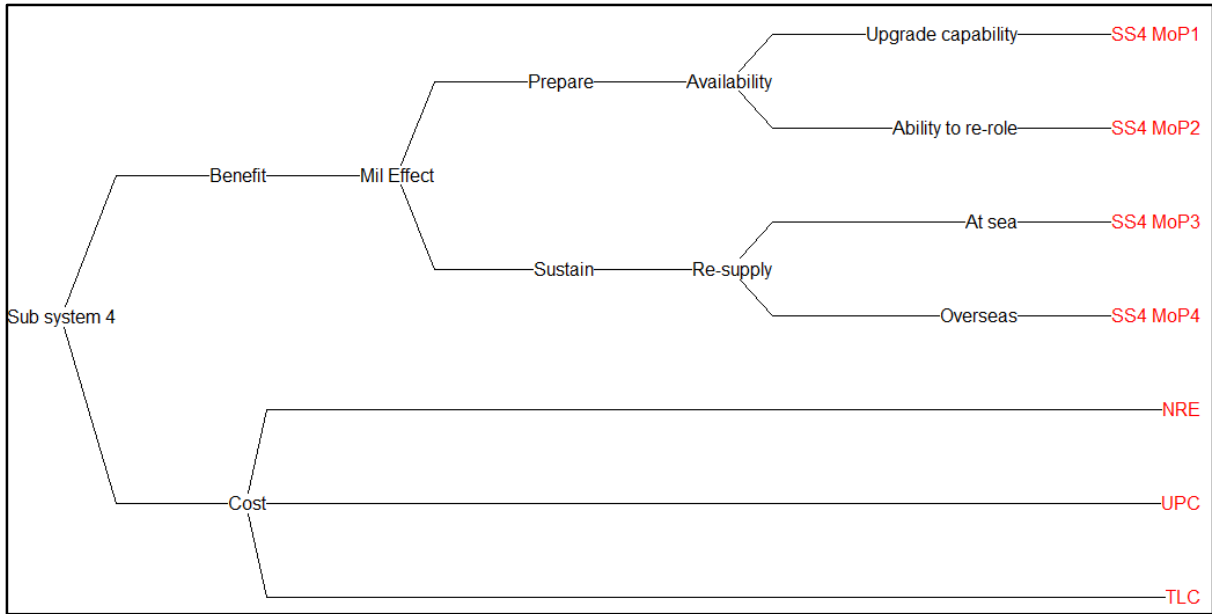 Upgrade capability SS4 MoP1
Prepare Availability
Ability to re-role SS4 MoP2
Benefit Mil Effect
At sea SS4 MoP3
Sustain Re-supply
Sub system 4 Overseas SS4 MoP4
NRE
Cost UPC
TLC